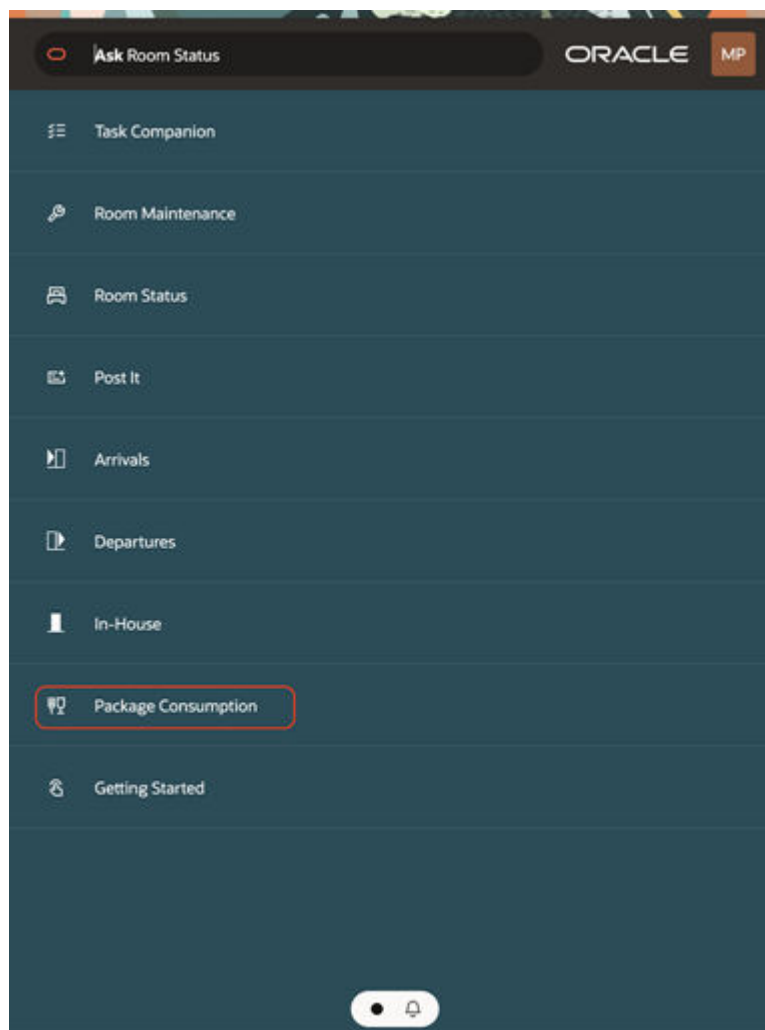 Ask Room Status
ORACLE
MP
Task Companion
Room Maintenance
Room Status
Post It
Arrivals
Departures
In-House
Package Consumption
Getting Started